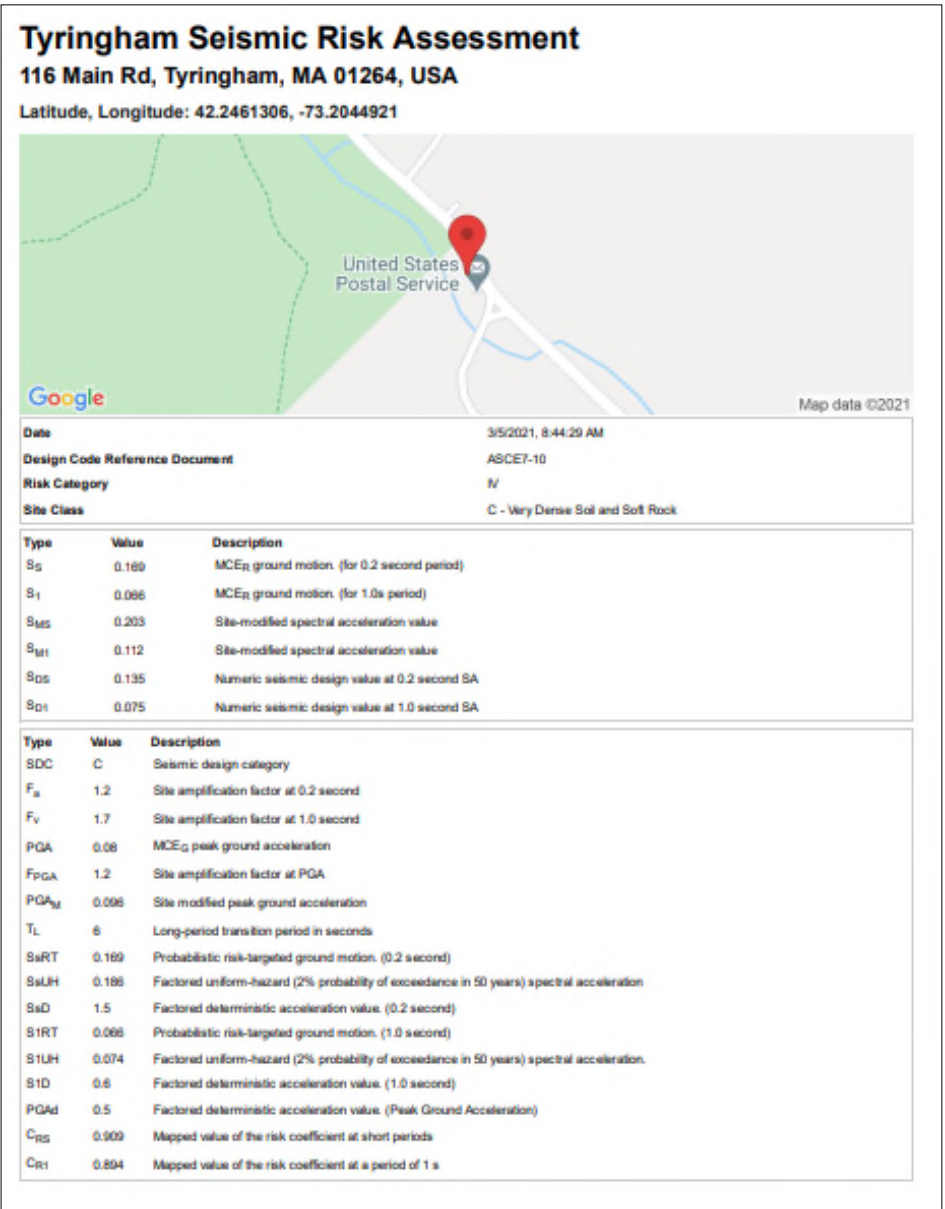 Tyringham Seismic Risk Assessment
116 Main Rd, Tyringham, MA 01264, USA
Latitude, Longitude: 42.2461306, -73.2044921
United States
Postal Service
Google
Map data ©2021
Date 3/5/2021, 8:44:29 AM
Design Code Reference Document ASCE7-10
Risk Category IV
Site Class C - Very Dense Soil and Soft Rock
Type Value Description
SS 0.169 MCER ground motion. (for 0.2 second period)
S1 0.066 MCER ground motion. (for 1.0s period)
SMS 0.203 Site-modified spectral acceleration value
SM1 0.112 Site-modified spectral acceleration value
SDS 0.135 Numeric seismic design value at 0.2 second SA
SD1 0.075 Numeric seismic design value at 1.0 second SA
Type Value Description
SDC C Seismic design category
Fa 1.2 Site amplification factor at 0.2 second
Fv 1.7 Site amplification factor at 1.0 second
PGA 0.08 MCEG peak ground acceleration
FPGA 1.2 Site amplification factor at PGA
PGAM 0.096 Site modified peak ground acceleration
TL 6 Long-period transition period in seconds
SsRT 0.169 Probabilistic risk-targeted ground motion. (0.2 second)
SsUH 0.186 Factored uniform-hazard (2% probability of exceedance in 50 years) spectral acceleration
SsD 1.5 Factored deterministic acceleration value. (0.2 second)
S1RT 0.066 Probabilistic risk-targeted ground motion. (1.0 second)
S1UH 0.074 Factored uniform-hazard (2% probability of exceedance in 50 years) spectral acceleration.
S1D 0.6 Factored deterministic acceleration value. (1.0 second)
PGAd 0.5 Factored deterministic acceleration value. (Peak Ground Acceleration)
CRS 0.909 Mapped value of the risk coefficient at short periods
CR1 0.894 Mapped value of the risk coefficient at a period of 1 s